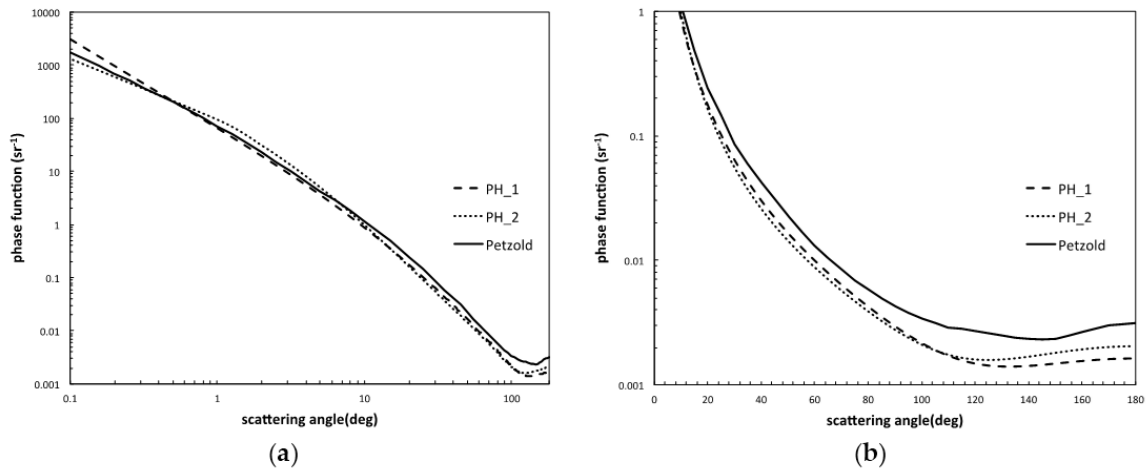 10000
1000
100
10
1
0.1
0.01
0.001
phase function (sr-1)
0.1
1
10
100
scattering angle(deg)
PH_1
PH_2
Petzold
(a)
1
0.1
0.01
0.001
phase function (sr-1)
0
20
40
60
80
100
120
140
160
180
scattering angle(deg)
PH_1
PH_2
Petzold
(b)